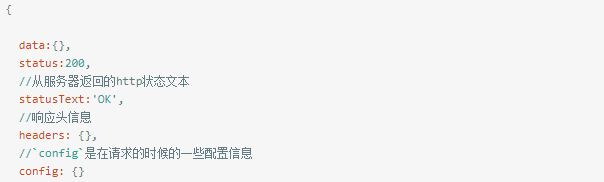 {
data:{},
status:200,
//从服务器返回的http状态文本
statusText:'OK',
//响应头信息
headers: {},
//`config`是在请求的时候的一些配置信息
config: {}